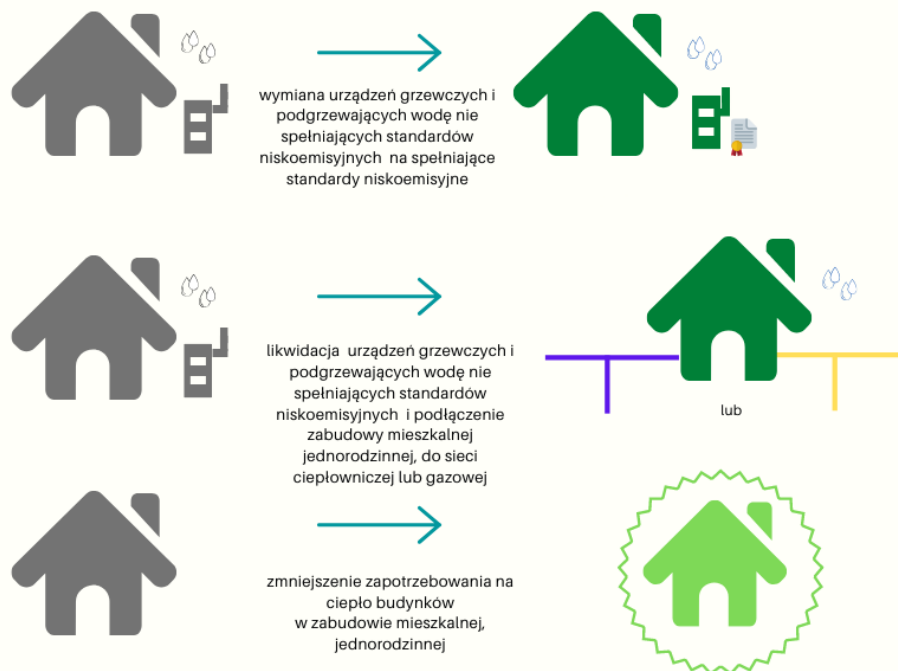 wymiana urządzeń grzewczych i
podgrzewających wodę nie
spełniających standardów
niskoemisyjnych na spełniające
standardy niskoemisyjne
likwidacja urządzeń grzewczych i
podgrzewających wodę nie
spełniających standardów
niskoemisyjnych i podłączenie
zabudowy mieszkalnej
jednorodzinnej, do sieci
ciepłowniczej lub gazowej
lub
zmniejszenie zapotrzebowania na
ciepło budynków
w zabudowie mieszkalnej,
jednorodzinnej